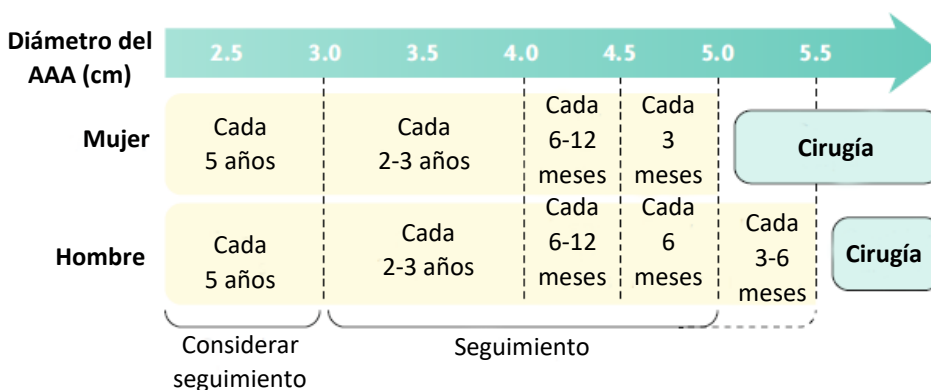 Diámetro del
AAA (cm)
2.5 3.0 3.5 4.0 4.5 5.0 5.5
Mujer
Cada
5 años
Cada
2-3 años
Cada
6-12
meses
Cada
3
meses
Cirugía
Hombre
Cada
5 años
Cada
2-3 años
Cada
6-12
meses
Cada
6
meses
Cada
3-6
meses
Cirugía
Considerar
seguimiento
Seguimiento